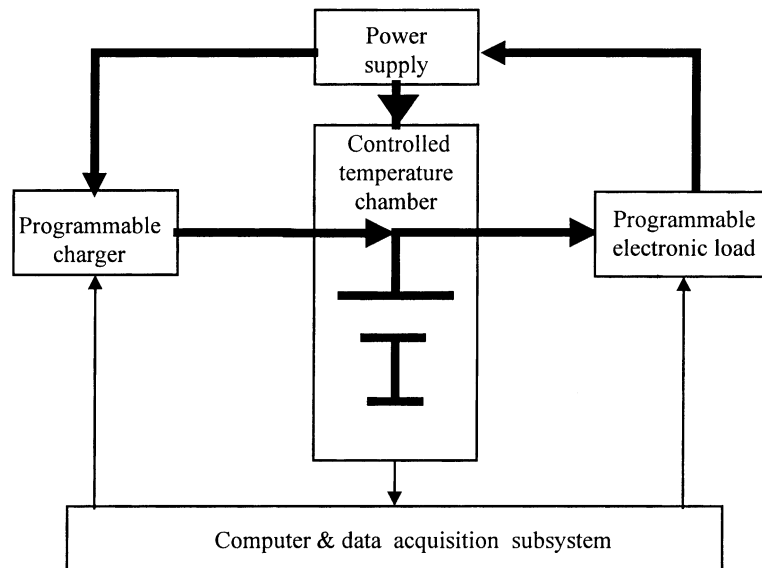 Power
supply
Controlled
temperature
chamber
Programmable
charger
Programmable
electronic load
Computer & data acquisition subsystem